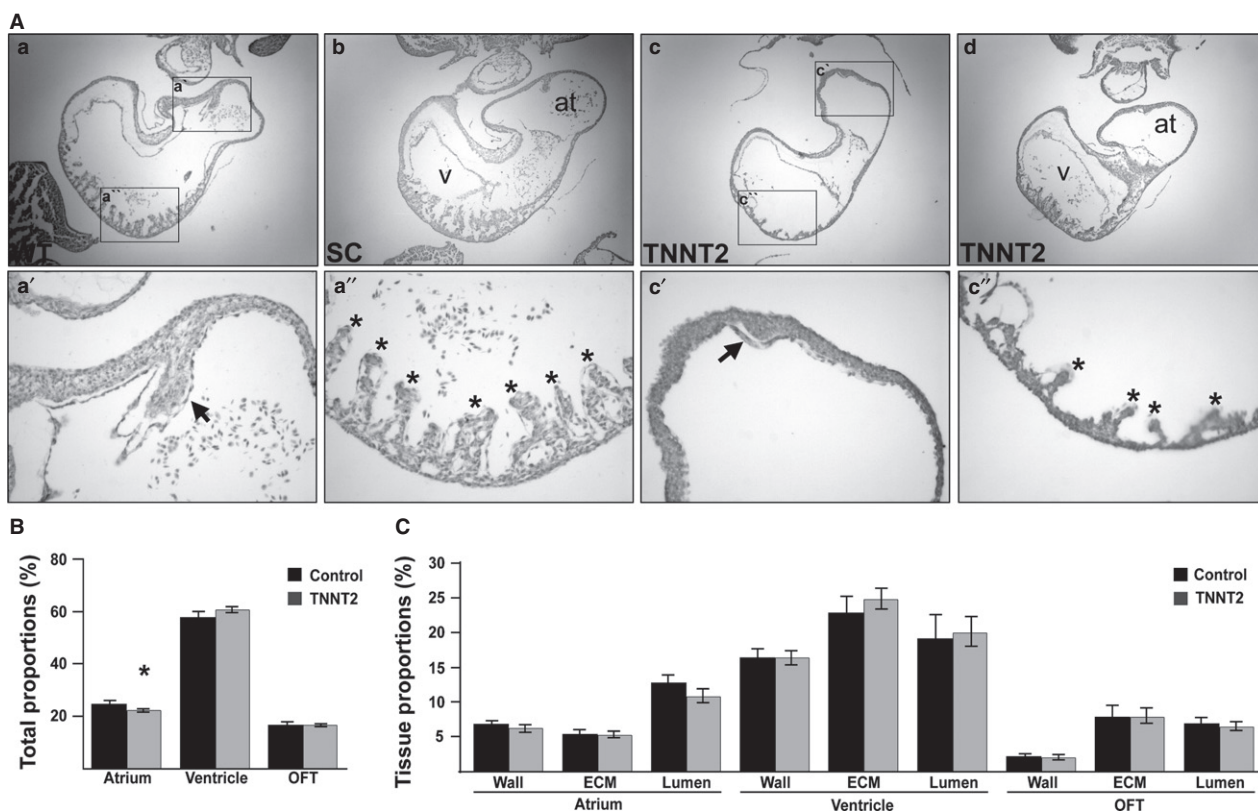 A
a
a`
a``
WT
b
at
v
SC
c
c`
c``
TNNT2
d
at
v
TNNT2
a′
a″
* * * * * * *
c′
c″
* * * *
B
Total proportions (%)
80
60
40
20
*
Control
TNNT2
Atrium Ventricle OFT
C
Tissue proportions (%)
30
25
20
15
10
5
Control
TNNT2
Wall ECM Lumen Wall ECM Lumen Wall ECM Lumen
Atrium Ventricle OFT